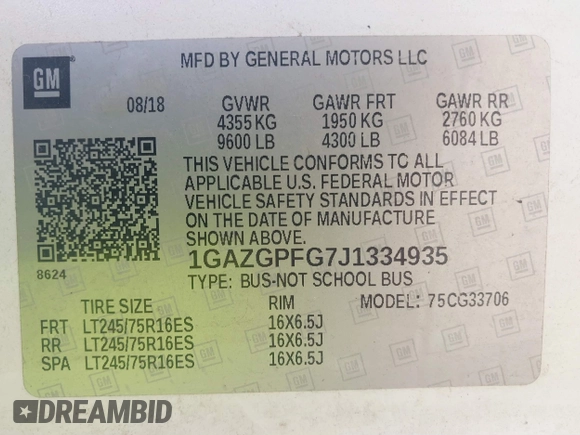 GM
MFD BY GENERAL MOTORS LLC
08/18 GVWR GAWR FRT GAWR RR
4355 KG 1950 KG 2760 KG
9600 LB 4300 LB 6084 LB
THIS VEHICLE CONFORMS TO ALL
APPLICABLE U.S. FEDERAL MOTOR
VEHICLE SAFETY STANDARDS IN EFFECT
ON THE DATE OF MANUFACTURE
SHOWN ABOVE.
8624
1GAZGPFG7J1334935
TYPE: BUS-NOT SCHOOL BUS
TIRE SIZE RIM MODEL: 75CG33706
FRT LT245/75R16ES 16X6.5J
RR LT245/75R16ES 16X6.5J
SPA LT245/75R16ES 16X6.5J
DREAMBID